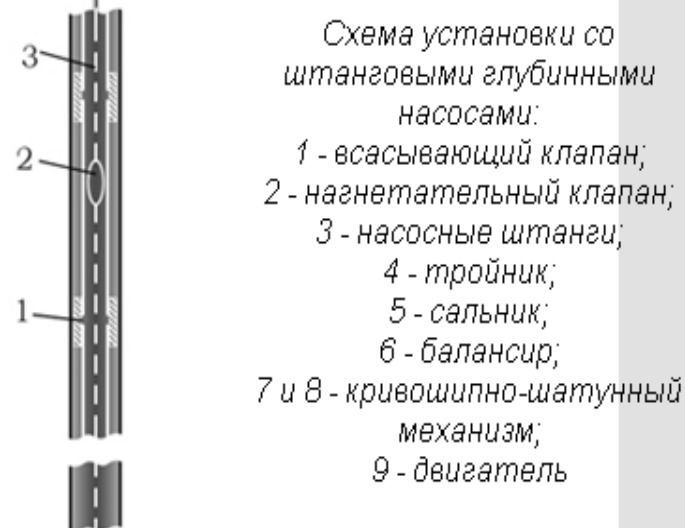 Схема установки со
штанговыми глубинными
насосами:
1 - всасывающий клапан;
2 - нагнетательный клапан;
3 - насосные штанги;
4 - тройник;
5 - сальник;
6 - балансир;
7 и 8 - кривошипно-шатунный
механизм;
9 - двигатель
3
2
1